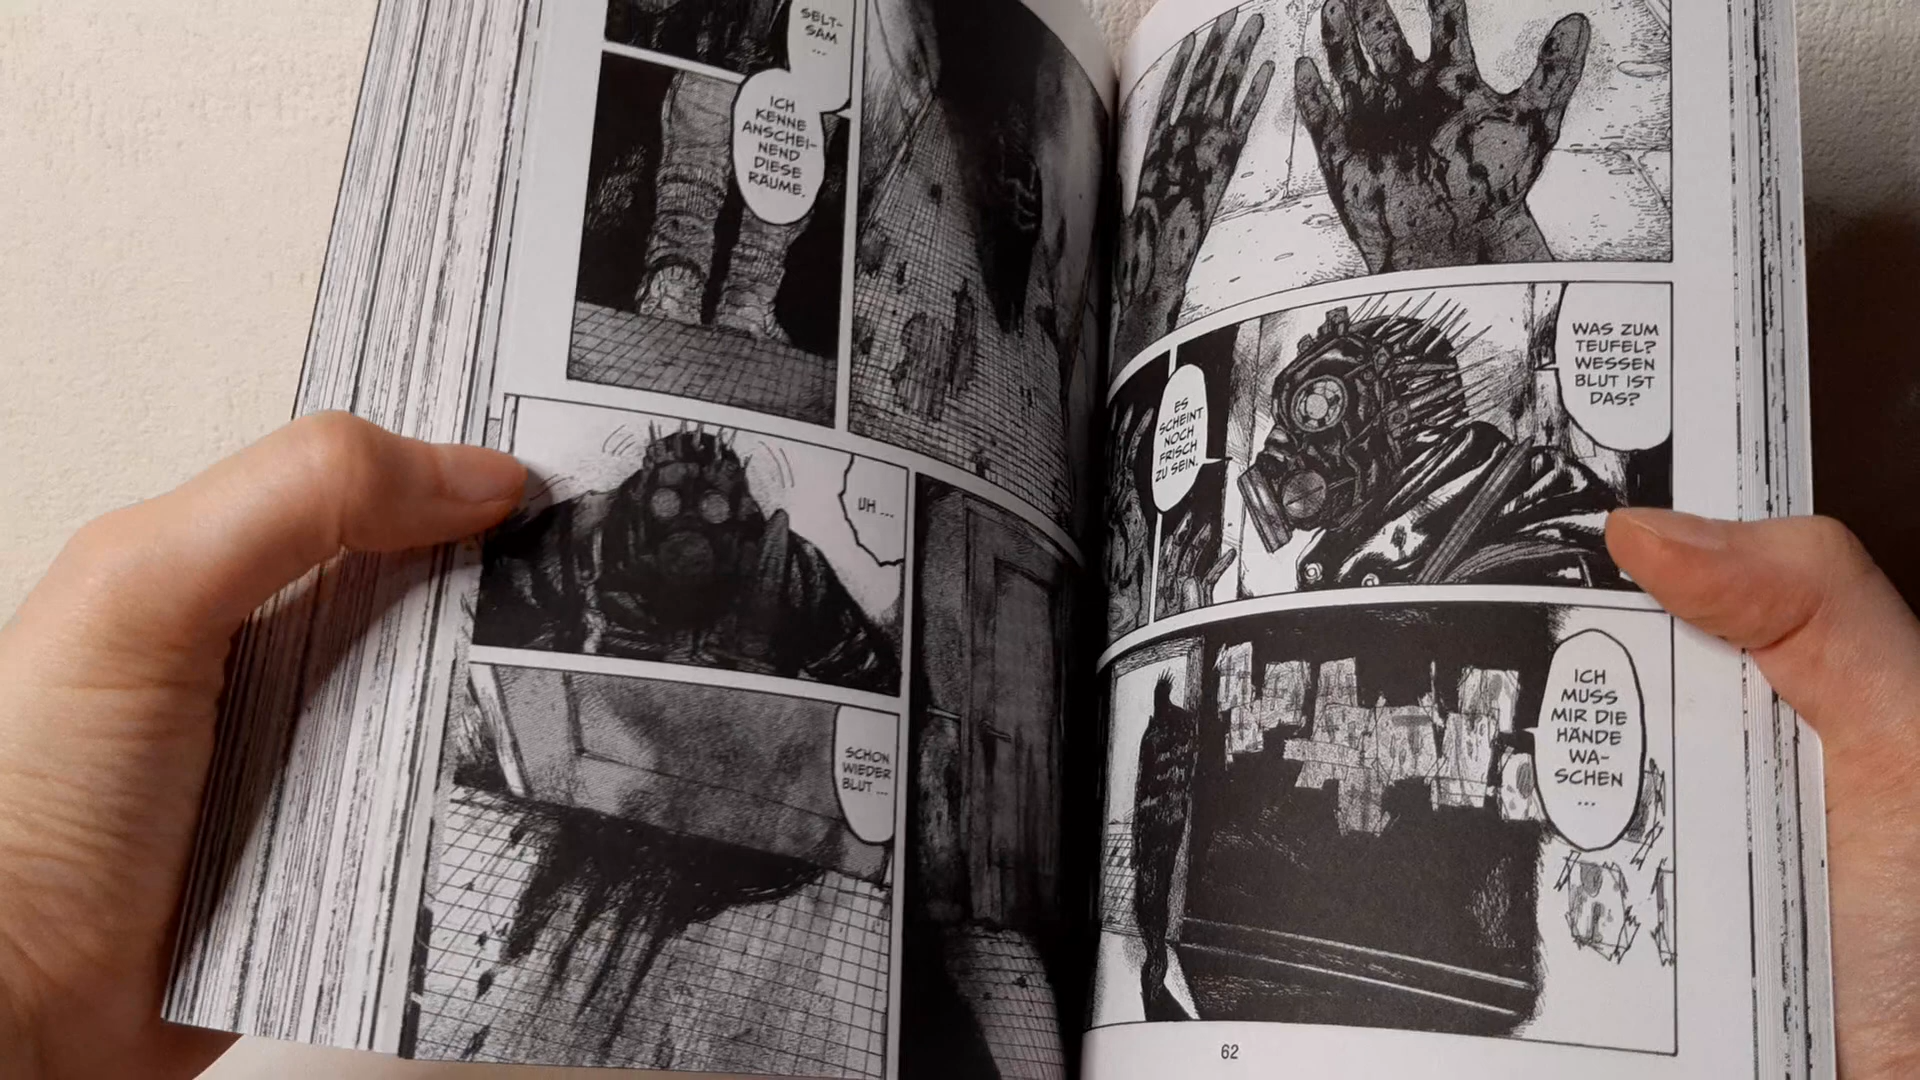 WAS ZUM
TEUFEL?
WESSEN
BLUT IST
DAS?
ES
SCHEINT
NOCH
FRISCH
ZU SEIN.
ICH
MUSS
MIR DIE
HÄNDE
WA-
SCHEN
...
62
SELT-
SAM
...
ICH
KENNE
ANSCHEI-
NEND
DIESE
RÄUME.
UH ...
SCHON
WIEDER
BLUT ...